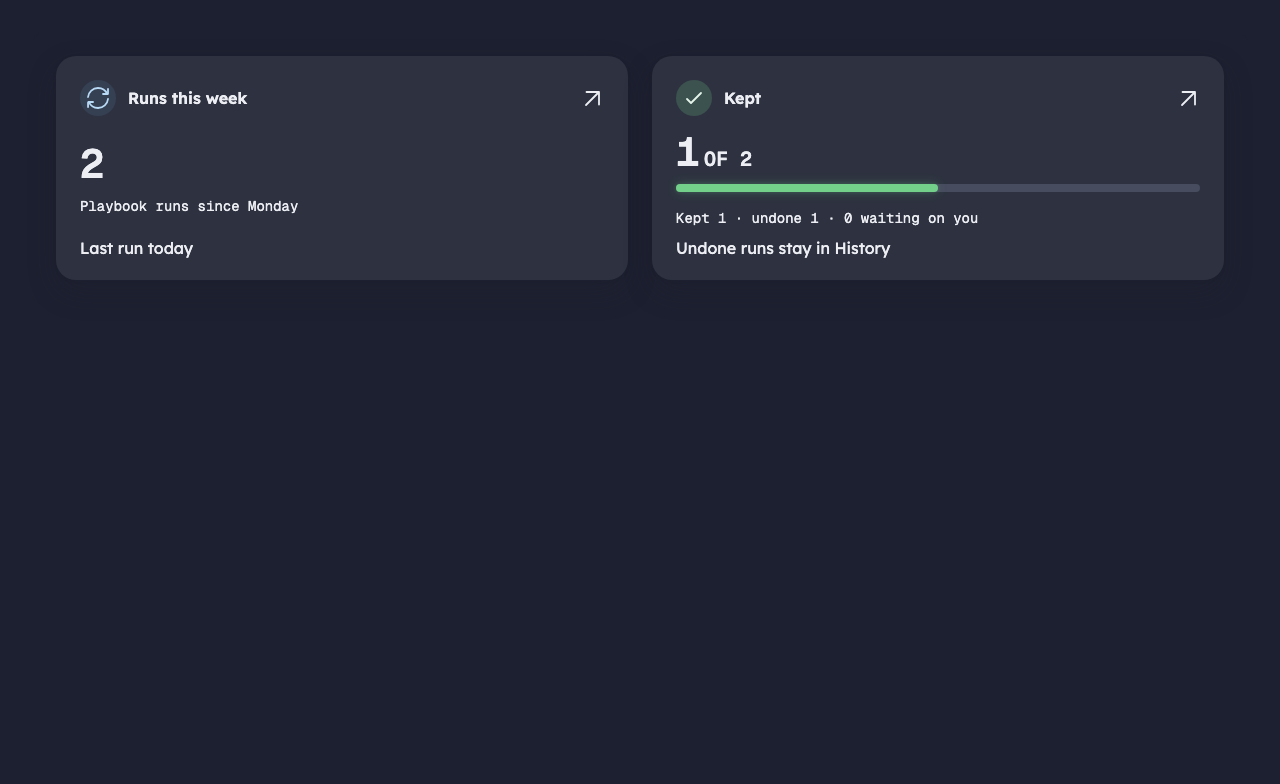 Runs this week
2
Playbook runs since Monday
Last run today
Kept
1 OF 2
Kept 1 · undone 1 · 0 waiting on you
Undone runs stay in History